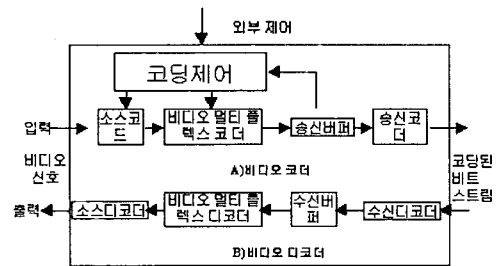 외부 제어
코딩제어
입력
소스코
드
비디오 멀티 플
렉스 코더
송신버퍼
송신코
더
비디오
신호
A)비디오 코더
코딩된
비트
스트림
출력
소스디코더
비디오 멀티 플
렉스 디코더
수신버
퍼
수신디코더
B)비디오 디코더